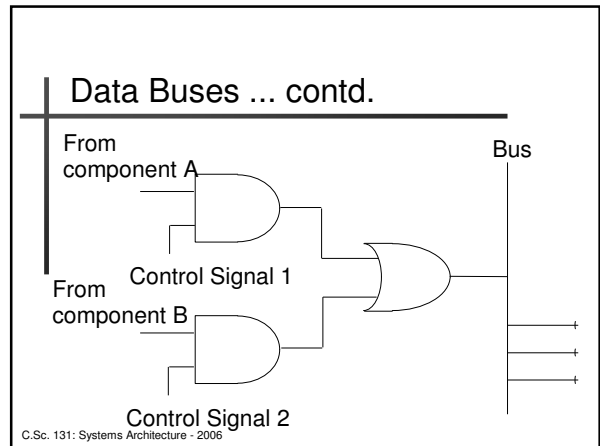 Data Buses ... contd.
From
component A
Bus
Control Signal 1
From
component B
Control Signal 2
C.Sc. 131: Systems Architecture - 2006